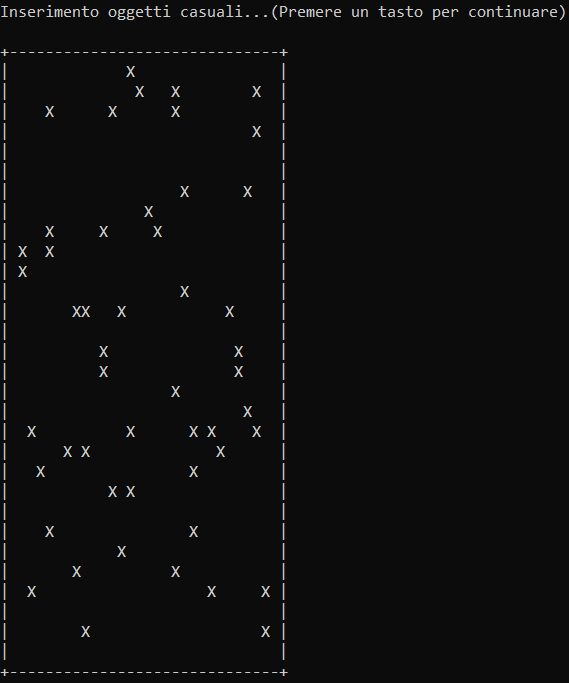 Inserimento oggetti casuali...(Premere un tasto per continuare)
+------------------------------+
|             X                |
|              X   X        X  |
|    X      X      X           |
|                           X  |
|                              |
|                              |
|                   X      X   |
|               X              |
|    X     X     X             |
| X  X                         |
| X                            |
|                   X          |
|       XX   X           X     |
|                              |
|          X              X    |
|          X              X    |
|                  X           |
|                          X   |
|  X          X      X X    X  |
|      X X              X      |
|   X                X         |
|           X X                |
|                              |
|    X               X         |
|            X                 |
|       X          X           |
|  X                   X     X |
|                              |
|        X                   X |
|                              |
+------------------------------+